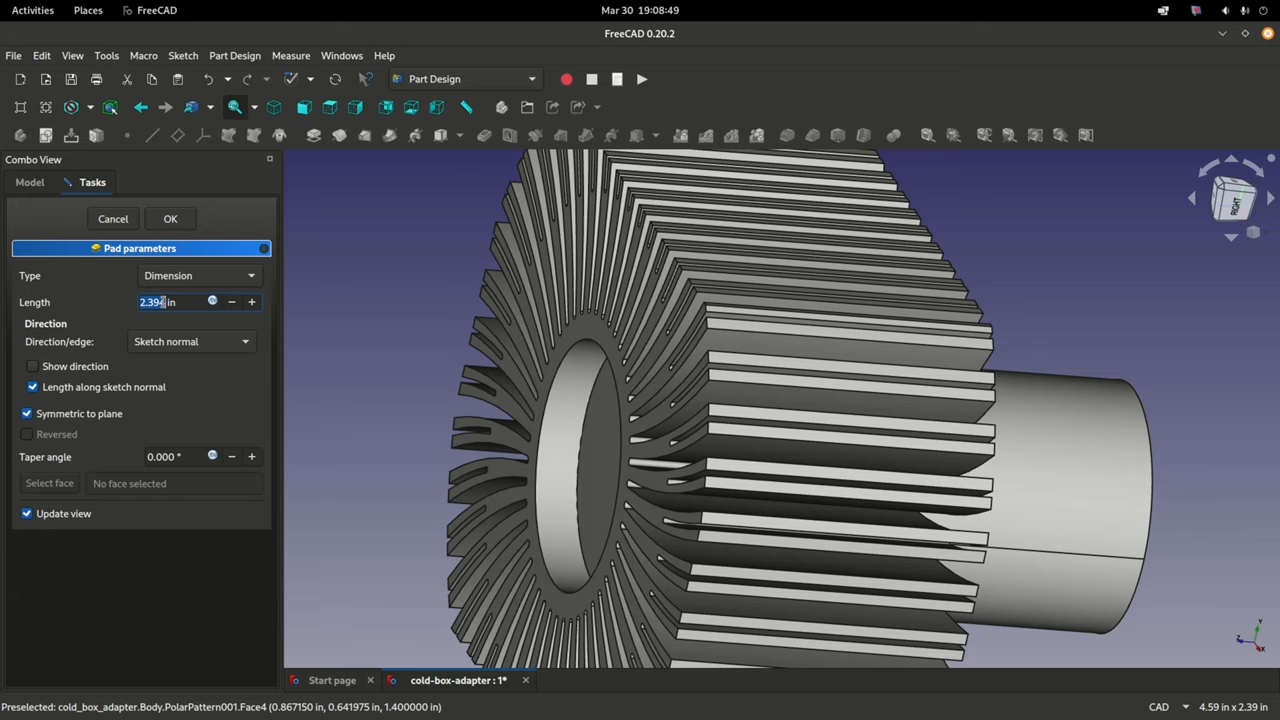 Activities Places FreeCAD Mar 30 19:08:49
FreeCAD 0.20.2
File Edit View Tools Macro Sketch Part Design Measure Windows Help
Part Design
Combo View
Model Tasks
Cancel OK
Pad parameters
Type Dimension
Length 2.394 in
Direction
Direction/edge: Sketch normal
Show direction
Length along sketch normal
Symmetric to plane
Reversed
Taper angle 0.000 °
Select face No face selected
Update view
RIGHT
Y
Z
X
Start page cold-box-adapter : 1*
Preselected: cold_box_adapter.Body.PolarPattern001.Face4 (0.867150 in, 0.641975 in, 1.400000 in) CAD 4.59 in x 2.39 in